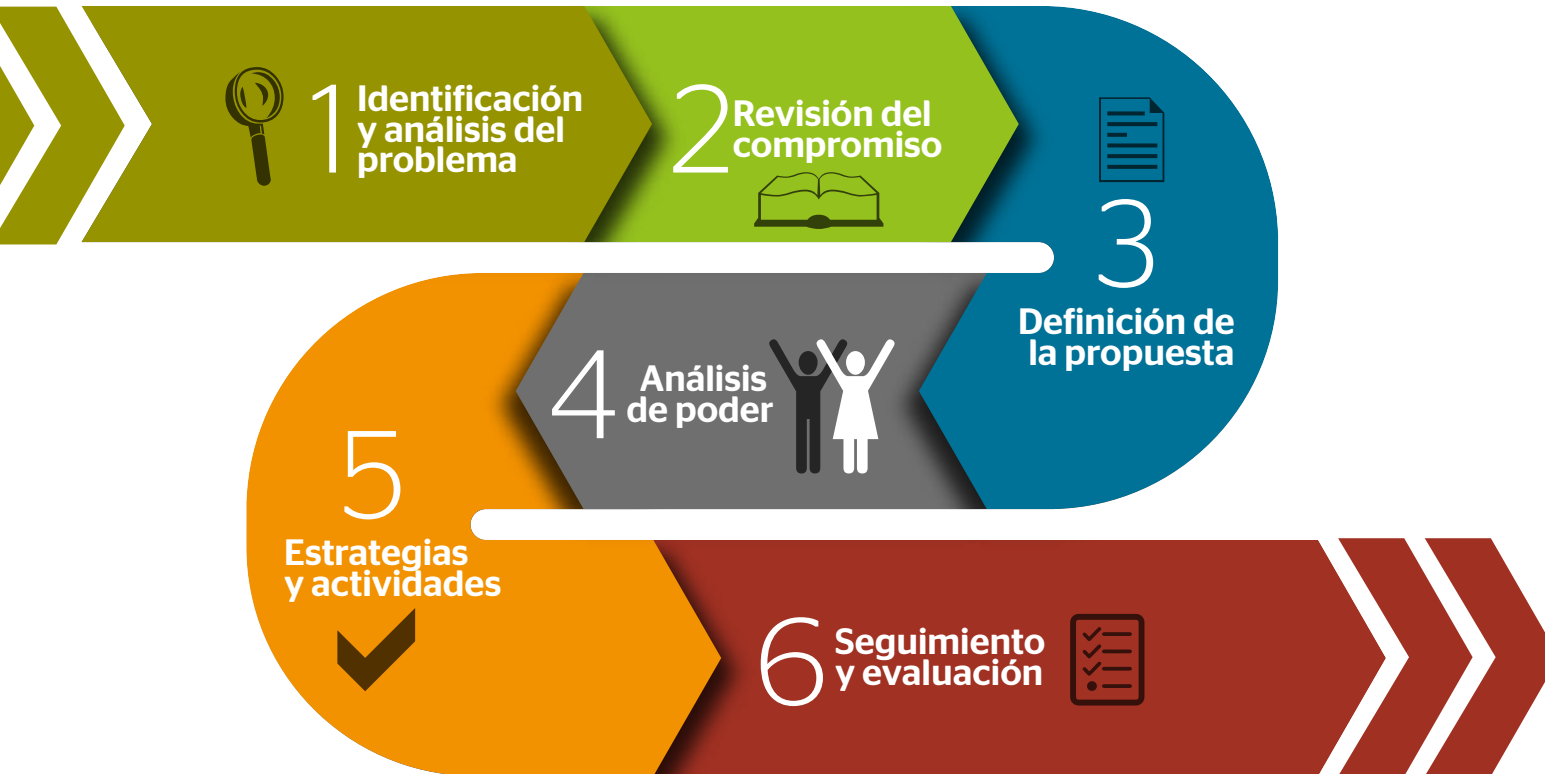 1
Identificación
y análisis del
problema
2
Revisión del
compromiso
3
Definición de
la propuesta
4
Análisis
de poder
5
Estrategias
y actividades
6
Seguimiento
y evaluación